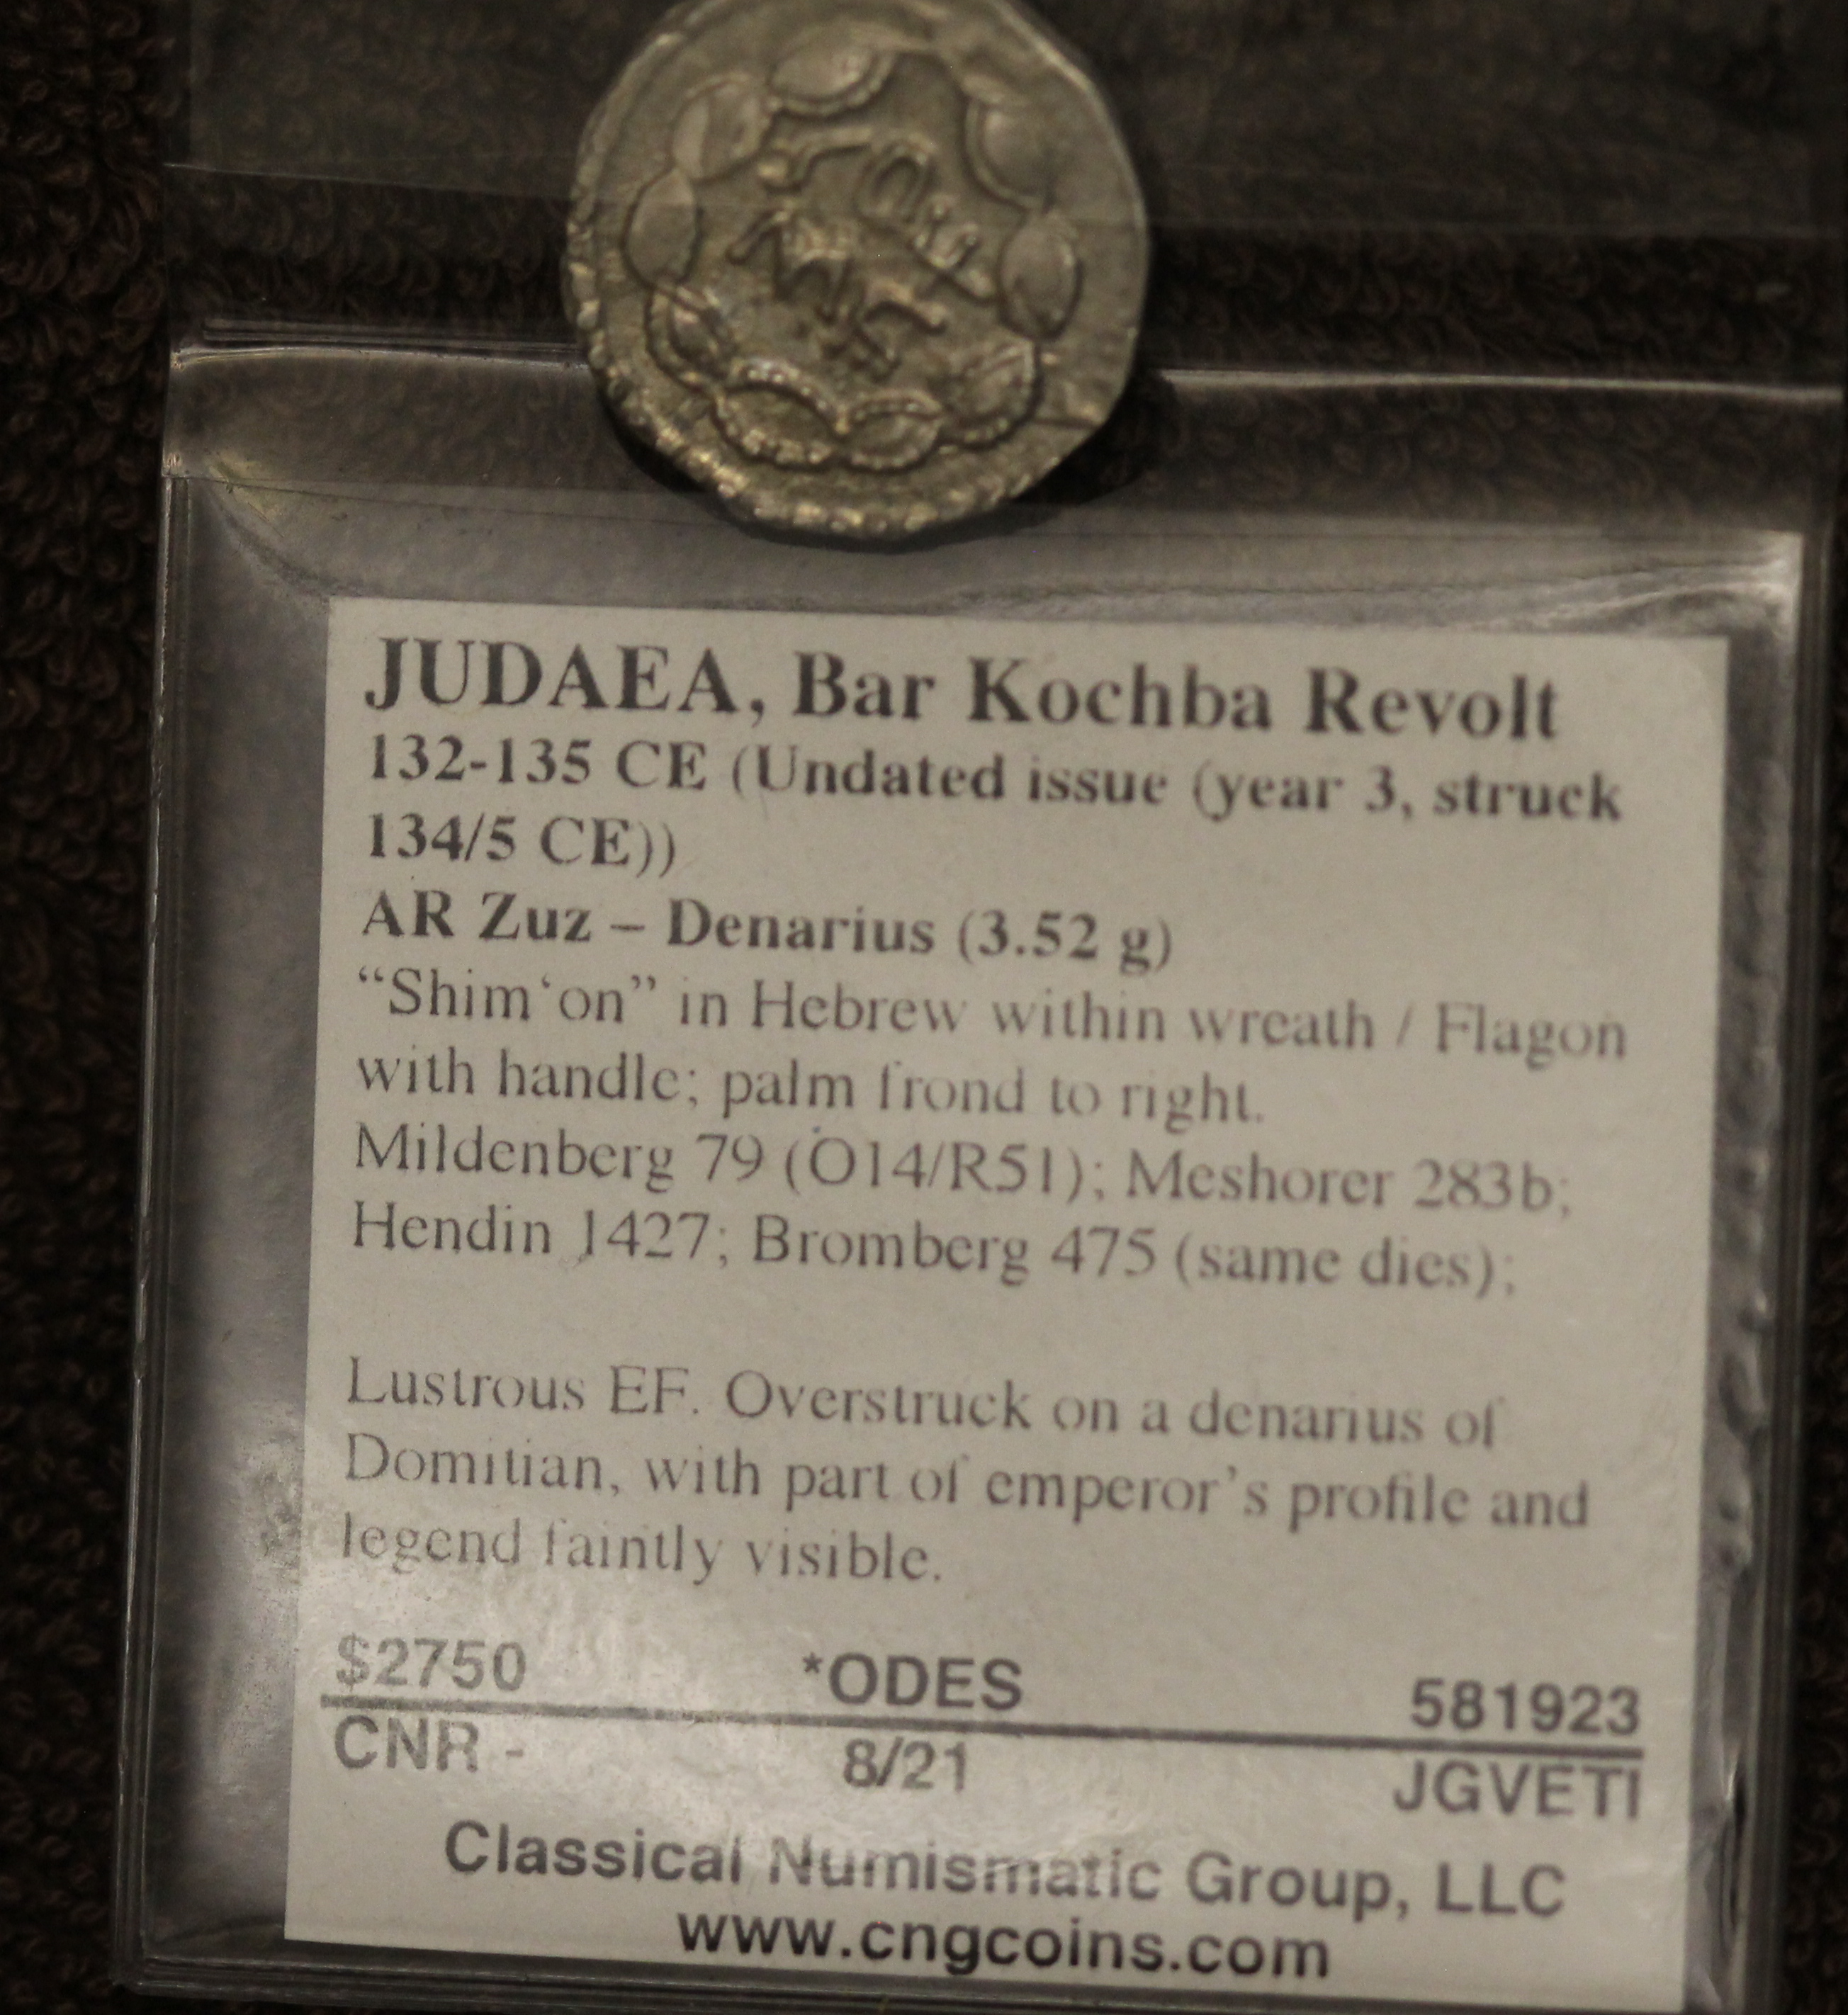 JUDAEA, Bar Kochba Revolt
132-135 CE (Undated issue (year 3, struck
134/5 CE))
AR Zuz – Denarius (3.52 g)
“Shim‘on” in Hebrew within wreath / Flagon
with handle; palm frond to right.
Mildenberg 79 (O14/R51); Meshorer 283b;
Hendin 1427; Bromberg 475 (same dies);
Lustrous EF. Overstruck on a denarius of
Domitian, with part of emperor’s profile and
legend faintly visible.
$2750 *ODES 581923
CNR - 8/21 JGVETI
Classical Numismatic Group, LLC
www.cngcoins.com